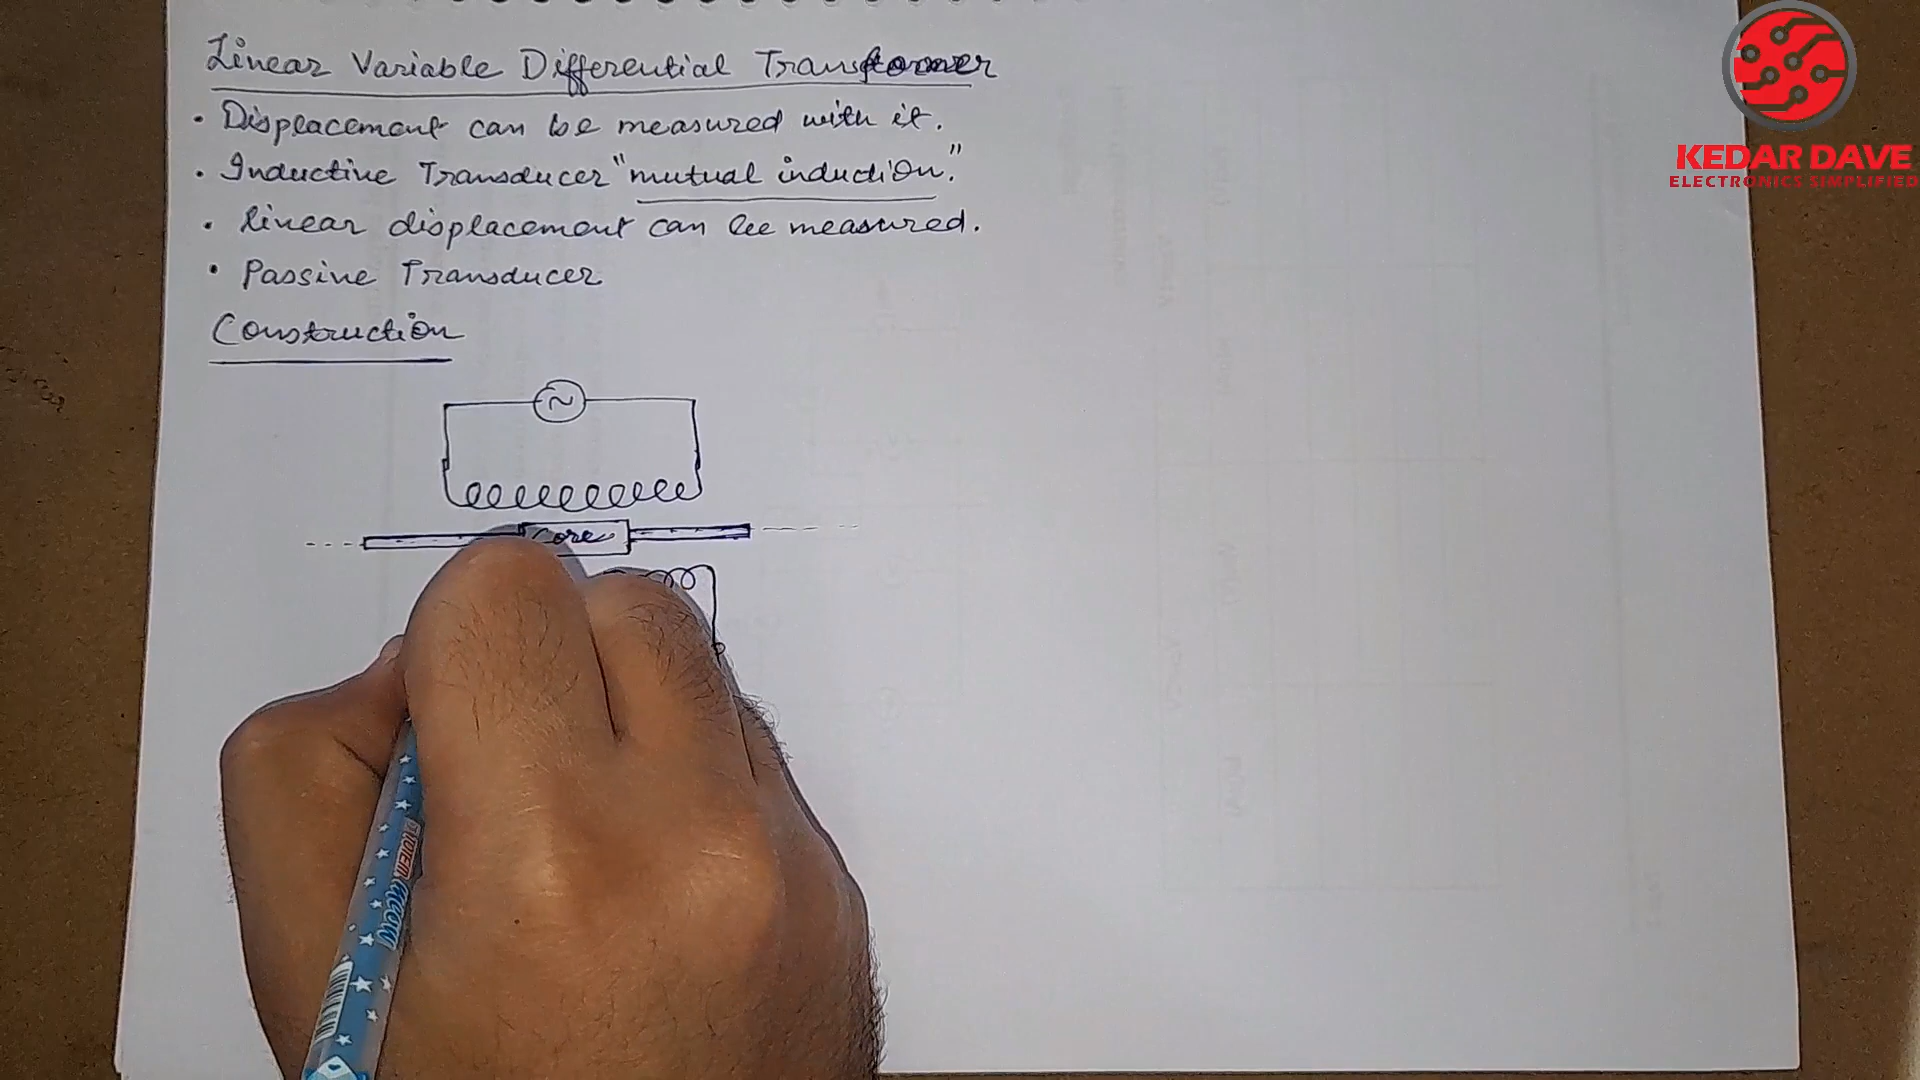 Linear Variable Differential Transformer
• Displacement can be measured with it.
• Inductive Transducer "mutual induction."
• linear displacement can be measured.
• Passive Transducer
Construction
~
Core
KEDAR DAVE
ELECTRONICS SIMPLIFIED